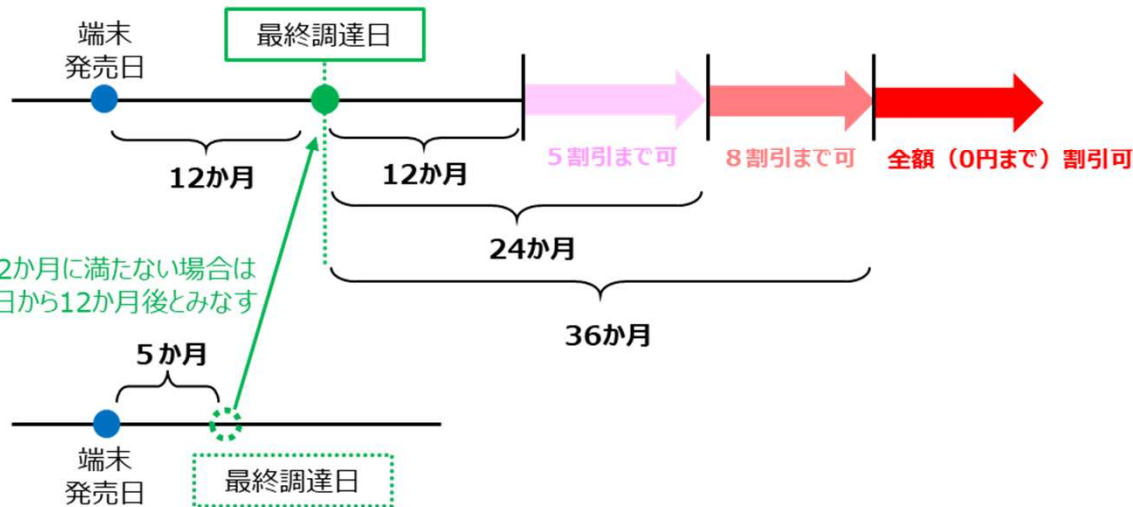 端末
発売日
最終調達日
12か月
12か月
5割引まで可
8割引まで可
全額（0円まで）割引可
24か月
36か月
2か月に満たない場合は
日から12か月後とみなす
5か月
端末
発売日
最終調達日